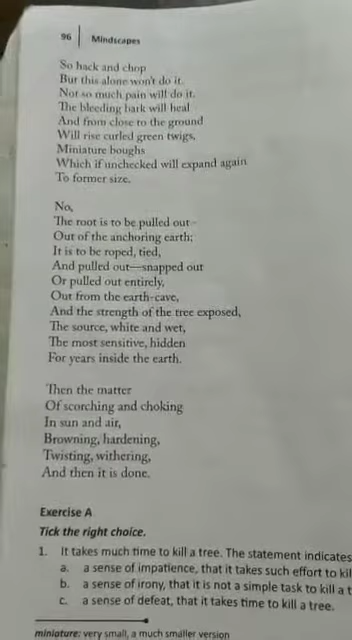 96 Mindscapes
So hack and chop
But this alone won't do it.
Not so much pain will do it.
The bleeding bark will heal
And from close to the ground
Will rise curled green twigs,
Miniature boughs
Which if unchecked will expand again
To former size.
No,
The root is to be pulled out–
Out of the anchoring earth;
It is to be roped, tied,
And pulled out—snapped out
Or pulled out entirely,
Out from the earth-cave,
And the strength of the tree exposed,
The source, white and wet,
The most sensitive, hidden
For years inside the earth.
Then the matter
Of scorching and choking
In sun and air,
Browning, hardening,
Twisting, withering,
And then it is done.
Exercise A
Tick the right choice.
1. It takes much time to kill a tree. The statement indicates
a. a sense of impatience, that it takes such effort to kil
b. a sense of irony, that it is not a simple task to kill a t
c. a sense of defeat, that it takes time to kill a tree.
miniature: very small, a much smaller version